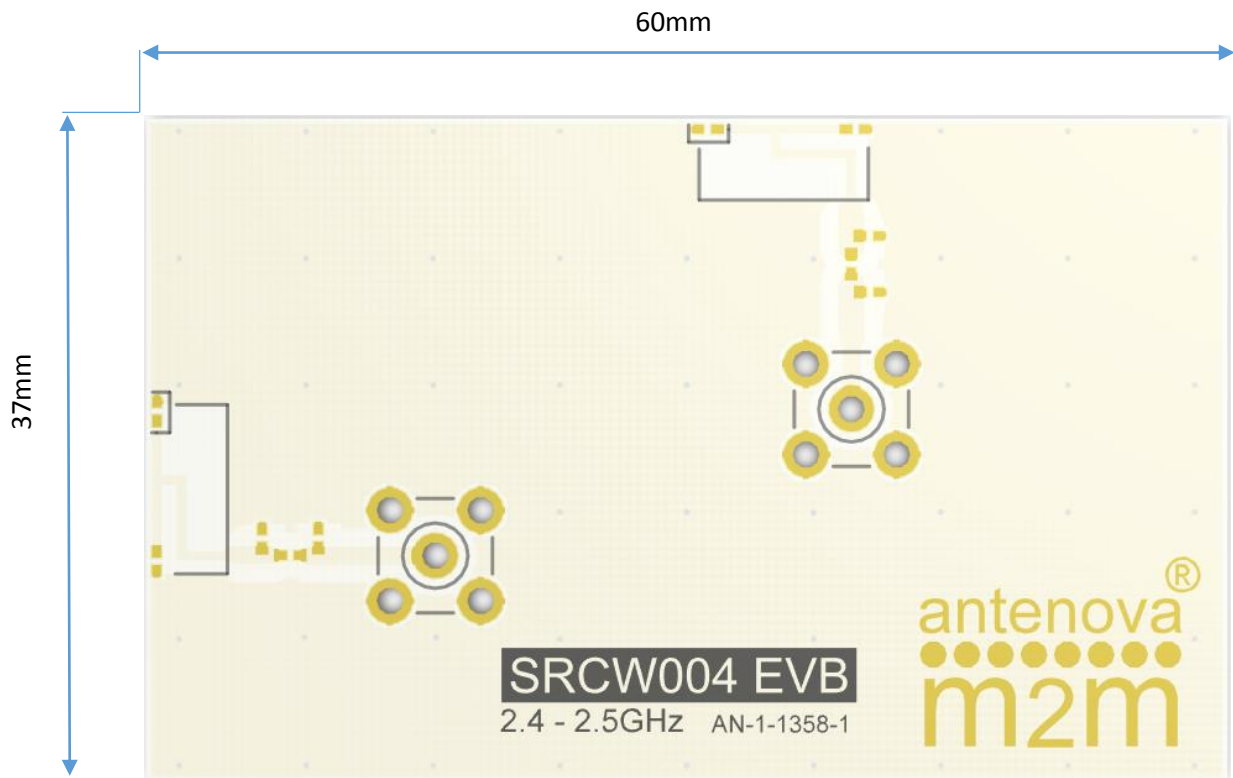 60mm
37mm
®
antenova
m2m
SRCW004 EVB
2.4 - 2.5GHz AN-1-1358-1